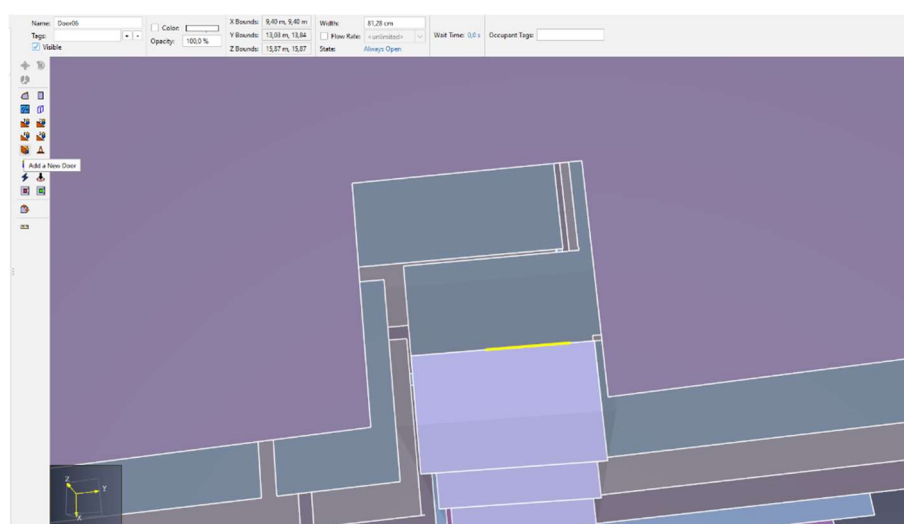 Name: Door06 Color: X Bounds: 9,40 m, 9,40 m Width: 81,28 cm
Tags: Opacity: 100,0 % Y Bounds: 13,03 m, 13,84 Flow Rate: <unlimited> Wait Time: 0,0 s Occupant Tags:
Visible Z Bounds: 15,87 m, 15,87 State: Always Open
Add a New Door
Z
Y
X